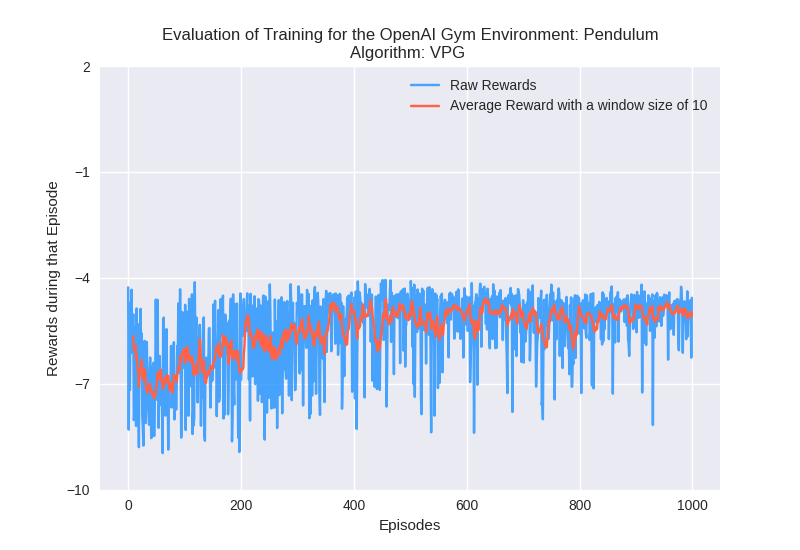 Evaluation of Training for the OpenAI Gym Environment: Pendulum
Algorithm: VPG
Raw Rewards
Average Reward with a window size of 10
Rewards during that Episode
2
−1
−4
−7
−10
0
200
400
600
800
1000
Episodes